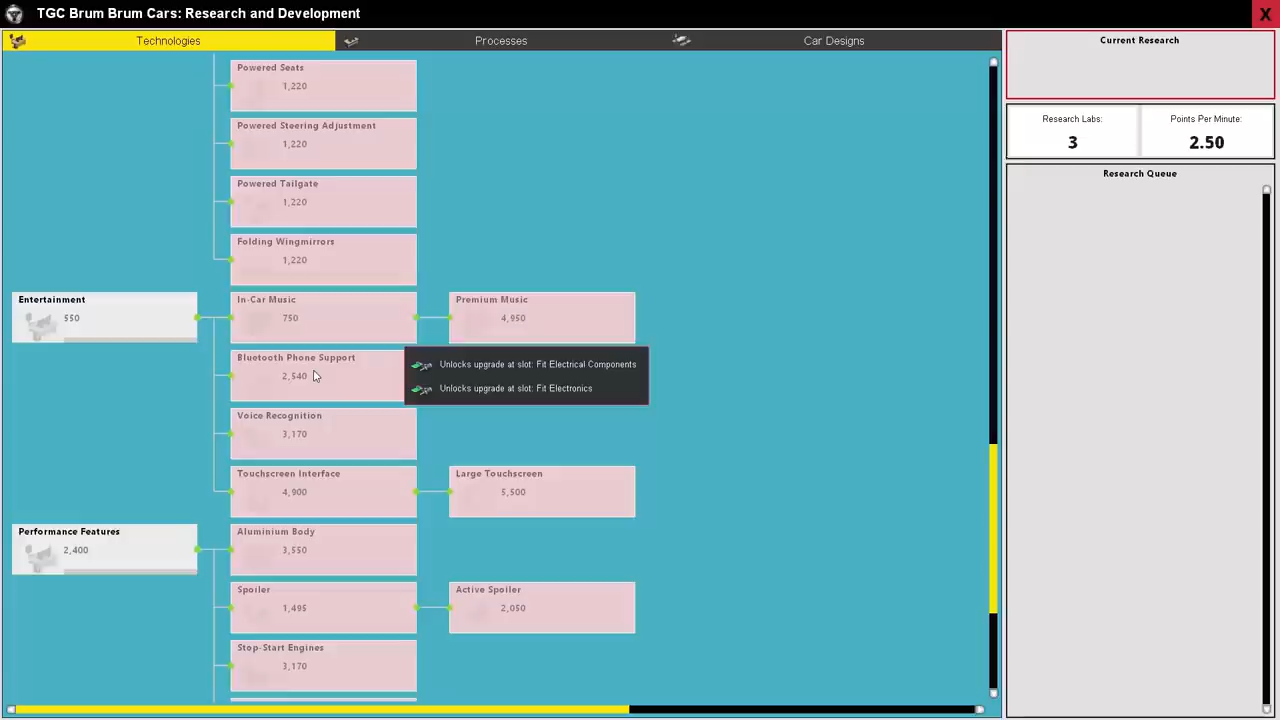 TGC Brum Brum Cars: Research and Development
X
Technologies
Processes
Car Designs
Current Research
Research Labs:
3
Points Per Minute:
2.50
Research Queue
Powered Seats
1,220
Powered Steering Adjustment
1,220
Powered Tailgate
1,220
Folding Wingmirrors
1,220
Entertainment
550
In-Car Music
750
Premium Music
4,950
Bluetooth Phone Support
2,540
Unlocks upgrade at slot: Fit Electrical Components
Unlocks upgrade at slot: Fit Electronics
Voice Recognition
3,170
Touchscreen Interface
4,900
Large Touchscreen
5,500
Performance Features
2,400
Aluminium Body
3,550
Spoiler
1,495
Active Spoiler
2,050
Stop-Start Engines
3,170